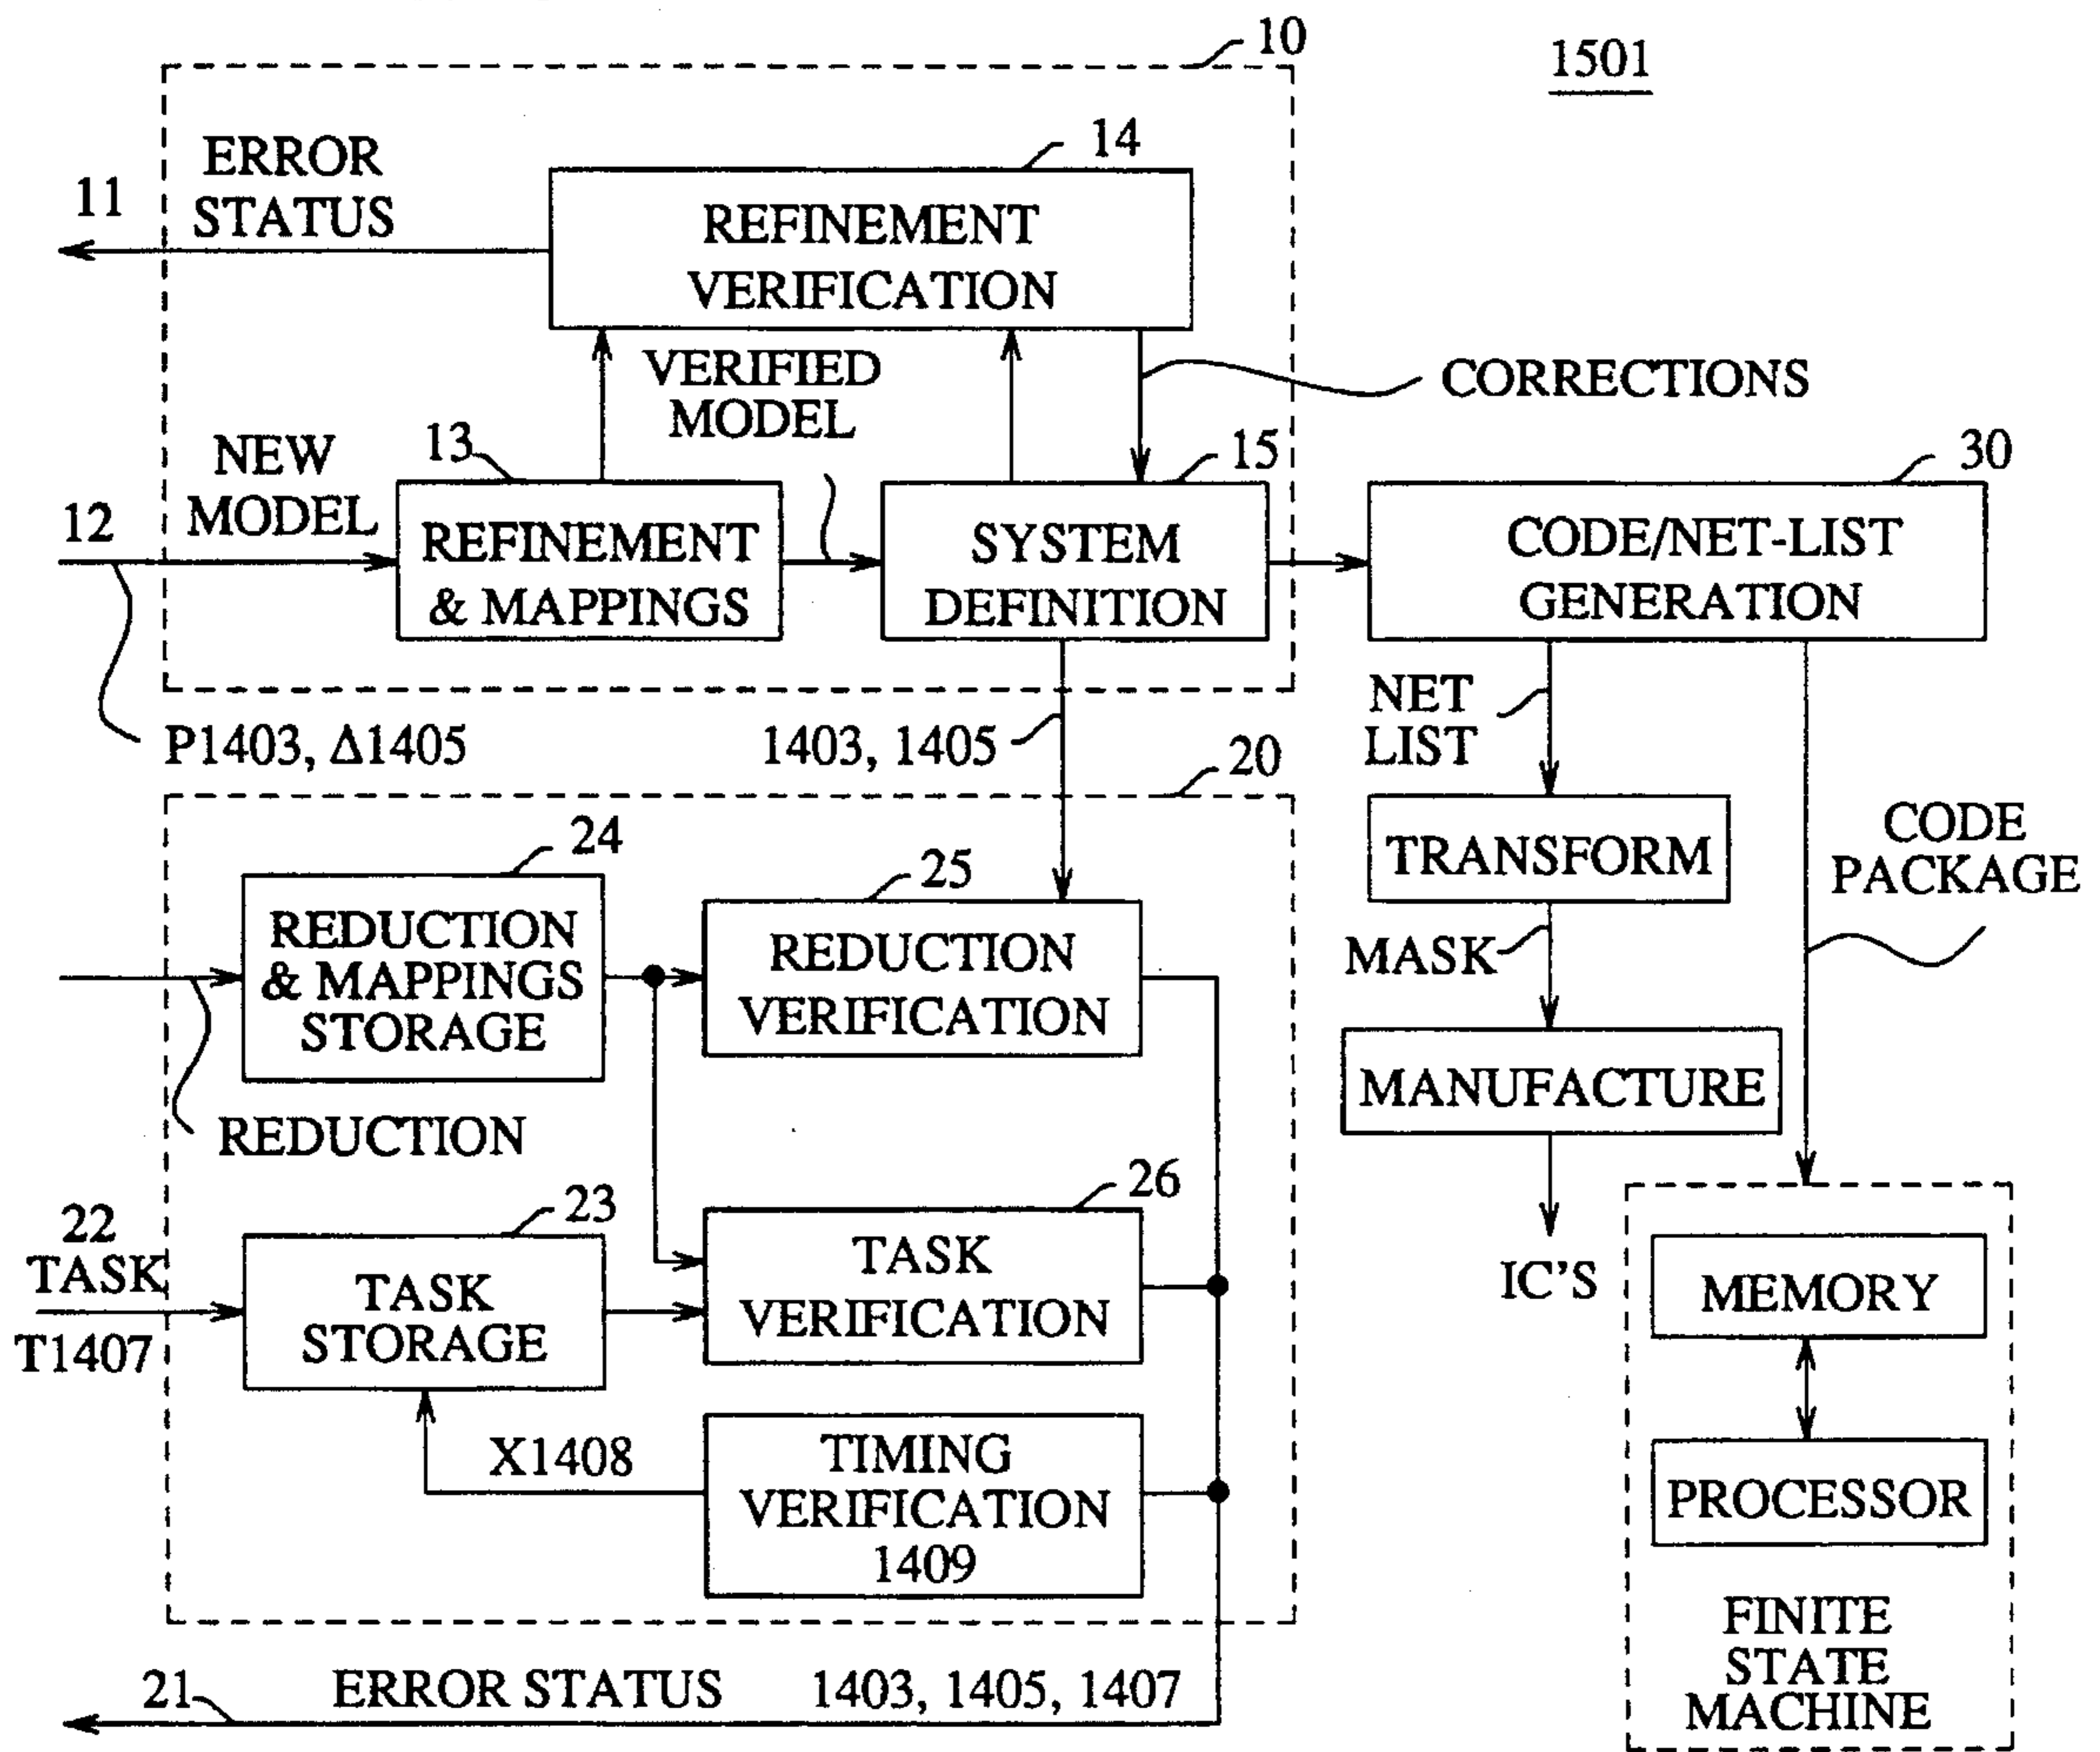 10
1501
ERROR
STATUS
11
14
REFINEMENT
VERIFICATION
VERIFIED
MODEL
CORRECTIONS
NEW
MODEL
12
13
REFINEMENT
& MAPPINGS
15
SYSTEM
DEFINITION
30
CODE/NET-LIST
GENERATION
P1403, Δ1405
1403, 1405
NET
LIST
20
TRANSFORM
CODE
PACKAGE
24
REDUCTION
& MAPPINGS
STORAGE
25
REDUCTION
VERIFICATION
MASK
MANUFACTURE
REDUCTION
22
TASK
T1407
23
TASK
STORAGE
26
TASK
VERIFICATION
IC'S
MEMORY
X1408
TIMING
VERIFICATION
1409
PROCESSOR
FINITE
STATE
MACHINE
21
ERROR STATUS 1403, 1405, 1407